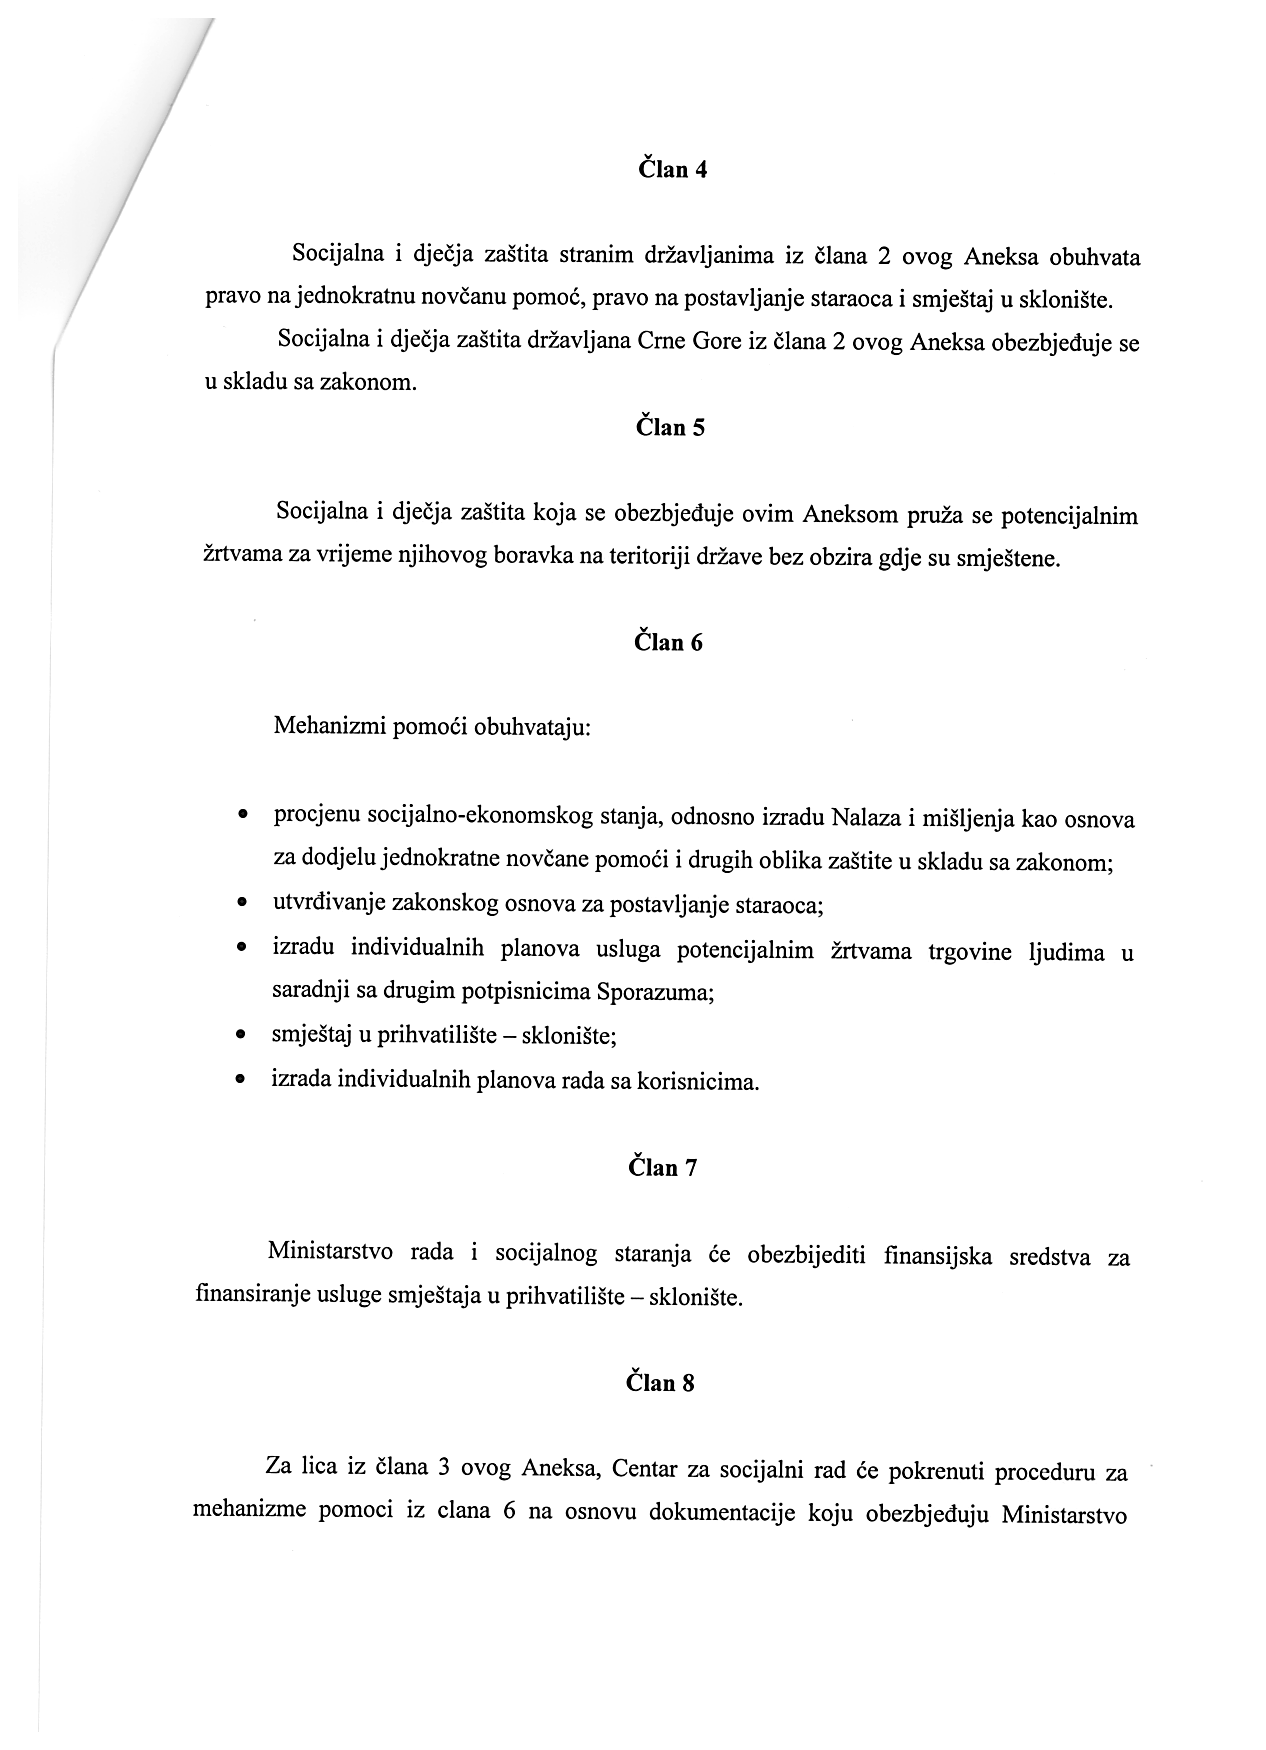 Član 4
Socijalna i dječja zaštita stranim državljanima iz člana 2 ovog Aneksa obuhvata
pravo na jednokratnu novčanu pomoć, pravo na postavljanje staraoca i smještaj u sklonište.
Socijalna i dječja zaštita državljana Crne Gore iz člana 2 ovog Aneksa obezbjeđuje se
u skladu sa zakonom.
Član 5
Socijalna i dječja zaštita koja se obezbjeđuje ovim Aneksom pruža se potencijalnim
žrtvama za vrijeme njihovog boravka na teritoriji države bez obzira gdje su smještene.
Član 6
Mehanizmi pomoći obuhvataju:
• procjenu socijalno-ekonomskog stanja, odnosno izradu Nalaza i mišljenja kao osnova
za dodjelu jednokratne novčane pomoći i drugih oblika zaštite u skladu sa zakonom;
• utvrđivanje zakonskog osnova za postavljanje staraoca;
• izradu individualnih planova usluga potencijalnim žrtvama trgovine ljudima u
saradnji sa drugim potpisnicima Sporazuma;
• smještaj u prihvatilište – sklonište;
• izrada individualnih planova rada sa korisnicima.
Član 7
Ministarstvo rada i socijalnog staranja će obezbijediti finansijska sredstva za
finansiranje usluge smještaja u prihvatilište – sklonište.
Član 8
Za lica iz člana 3 ovog Aneksa, Centar za socijalni rad će pokrenuti proceduru za
mehanizme pomoci iz clana 6 na osnovu dokumentacije koju obezbjeđuju Ministarstvo